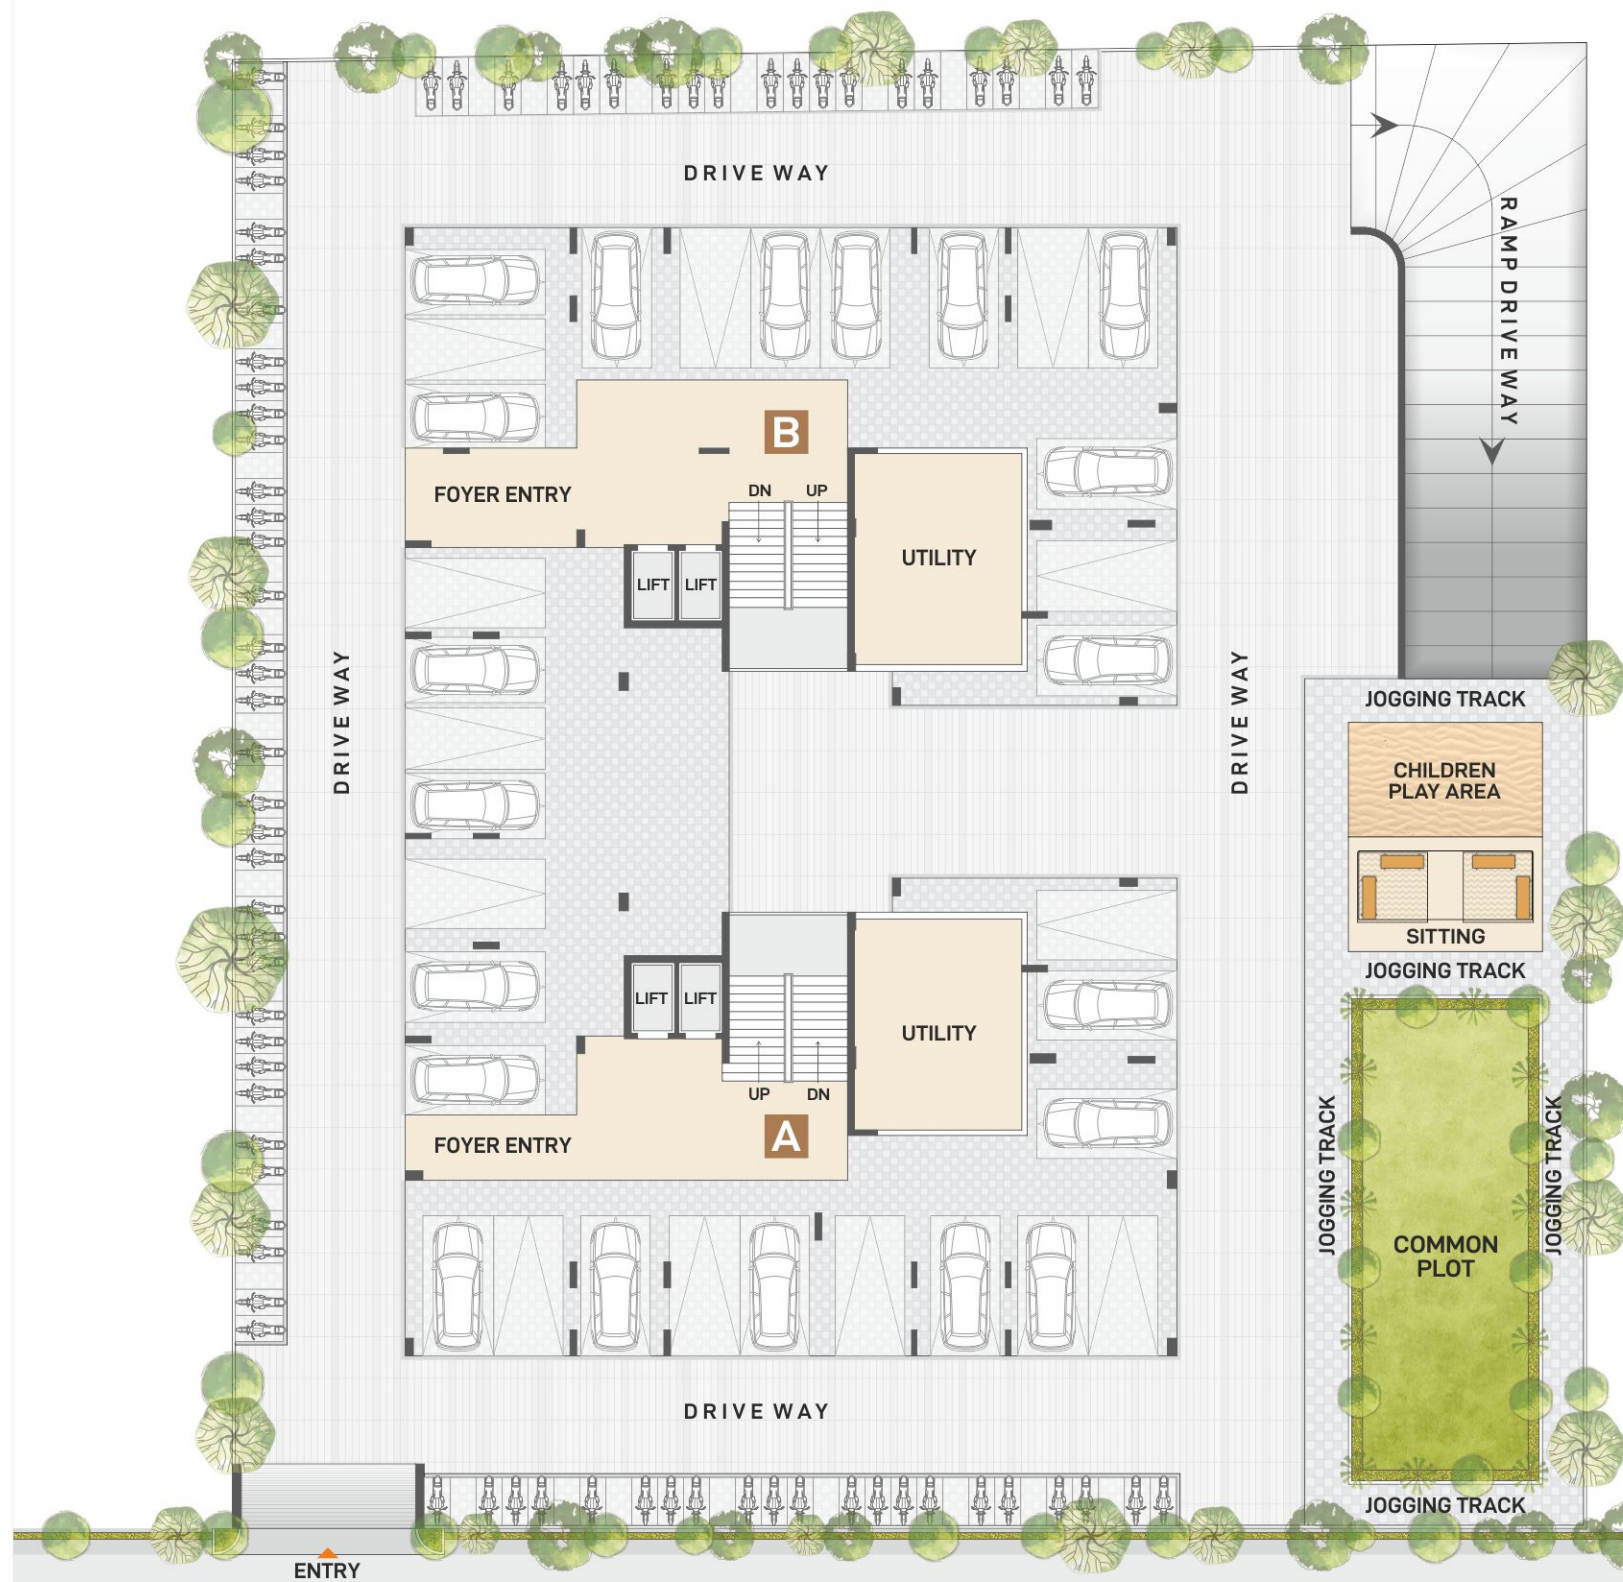 DRIVE WAY
RAMP DRIVE WAY
B
DN
UP
FOYER ENTRY
UTILITY
LIFT
LIFT
DRIVE WAY
DRIVE WAY
JOGGING TRACK
CHILDREN
PLAY AREA
SITTING
JOGGING TRACK
LIFT
LIFT
UTILITY
UP
DN
A
FOYER ENTRY
JOGGING TRACK
JOGGING TRACK
COMMON
PLOT
DRIVE WAY
JOGGING TRACK
ENTRY